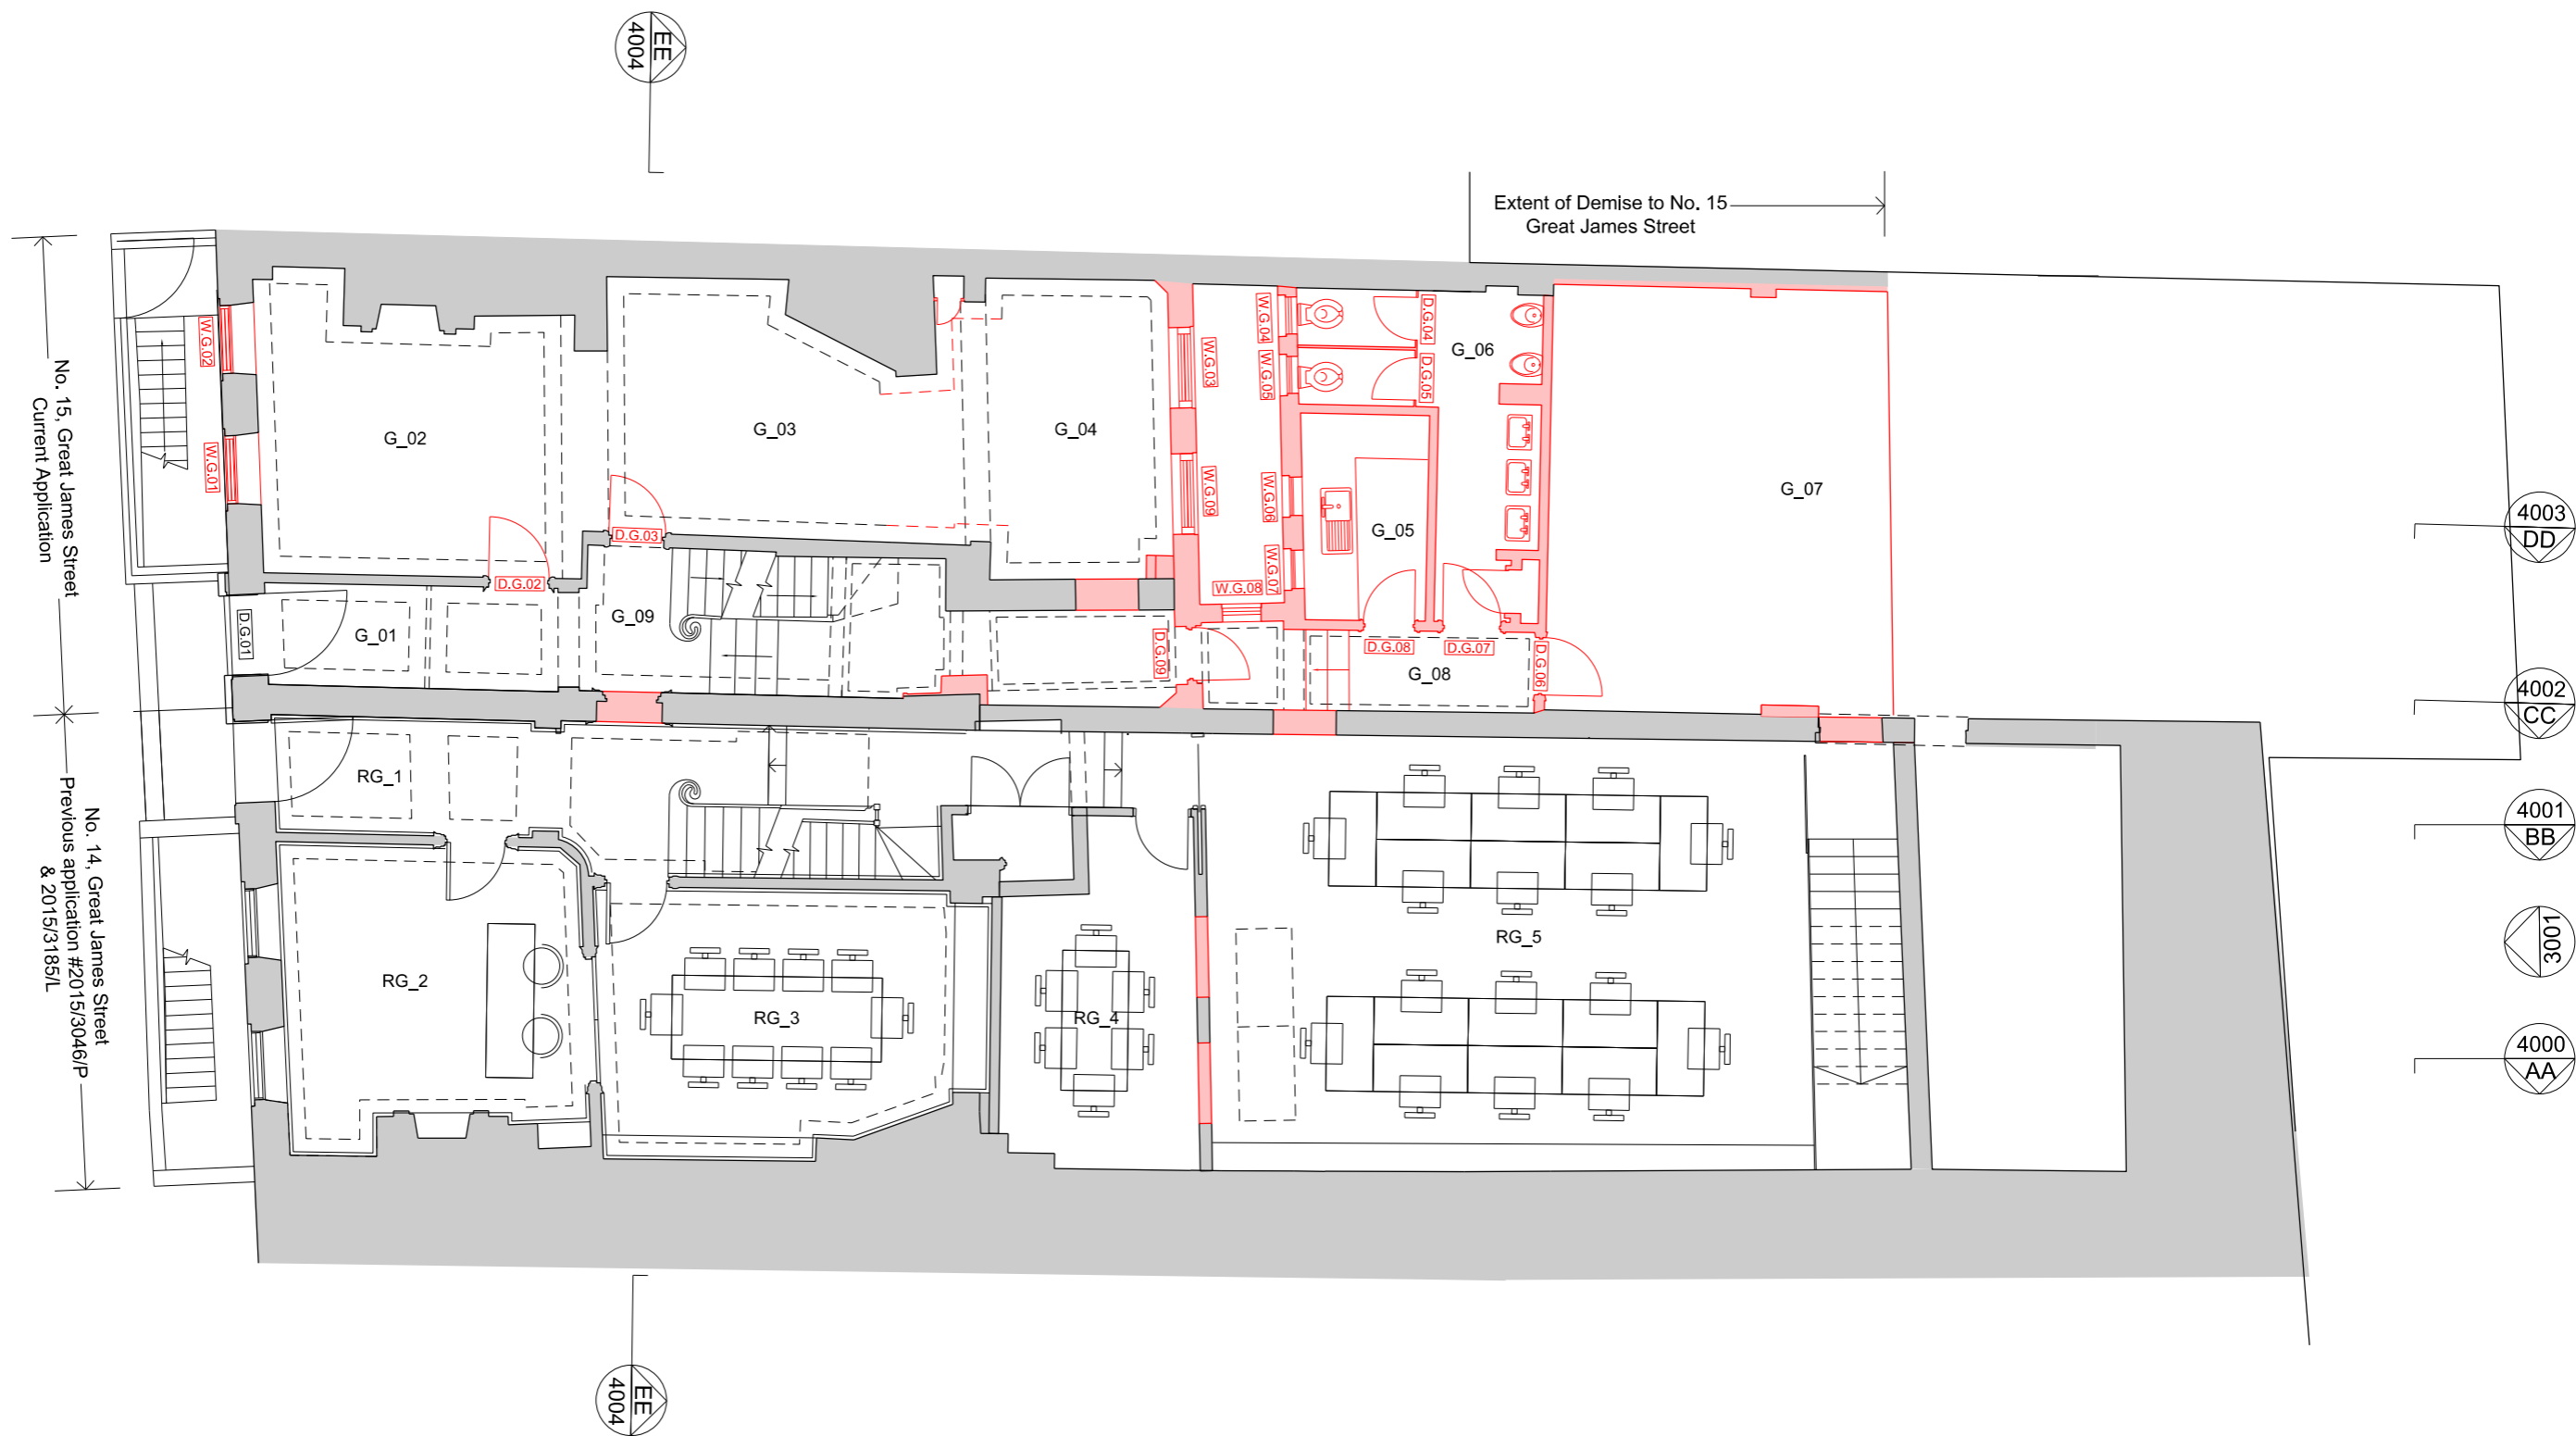 EE
4004
Extent of Demise to No. 15
Great James Street
No. 15, Great James Street
Current Application
No. 14, Great James Street
Previous application #2015/3046/P
& 2015/3185/L
W.G.02
W.G.01
G_02
G_03
G_04
W.G.03
W.G.09
W.G.04
W.G.05
W.G.06
W.G.07
W.G.08
D.G.04
D.G.05
G_06
G_05
G_07
D.G.03
D.G.02
D.G.01
G_01
G_09
D.G.09
D.G.08
D.G.07
D.G.06
G_08
RG_1
RG_2
RG_3
RG_4
RG_5
4003
DD
4002
CC
4001
BB
3001
4000
AA
EE
4004